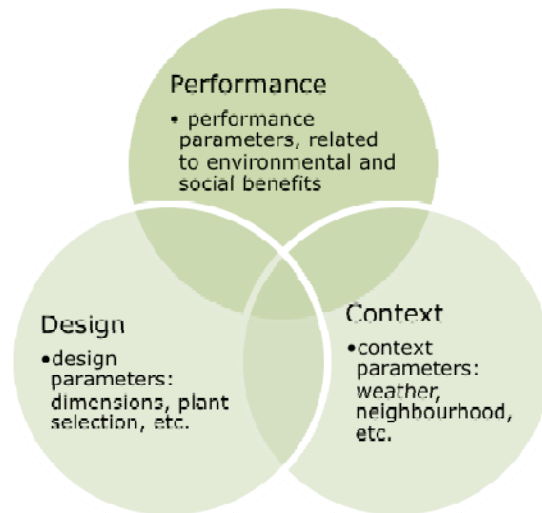 Performance
• performance
parameters, related
to environmental and
social benefits
Design
•design
parameters:
dimensions, plant
selection, etc.
Context
•context
parameters:
weather,
neighbourhood,
etc.